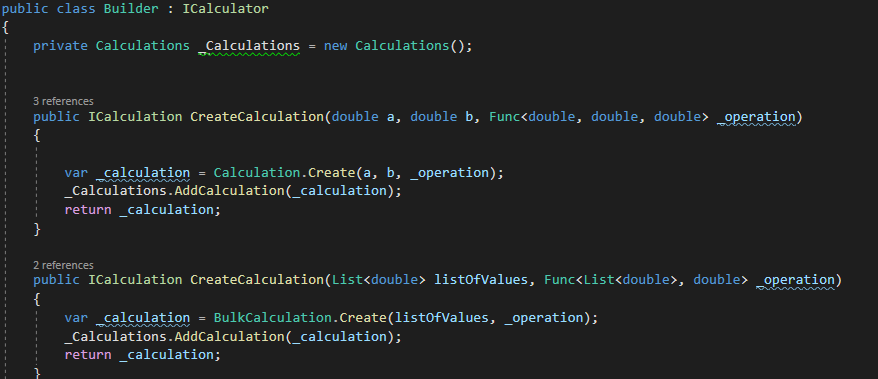 public class Builder : ICalculator
{
private Calculations _Calculations = new Calculations();
3 references
public ICalculation CreateCalculation(double a, double b, Func<double, double, double> _operation)
{
var _calculation = Calculation.Create(a, b, _operation);
_Calculations.AddCalculation(_calculation);
return _calculation;
}
2 references
public ICalculation CreateCalculation(List<double> listOfValues, Func<List<double>, double> _operation)
{
var _calculation = BulkCalculation.Create(listOfValues, _operation);
_Calculations.AddCalculation(_calculation);
return _calculation;
}